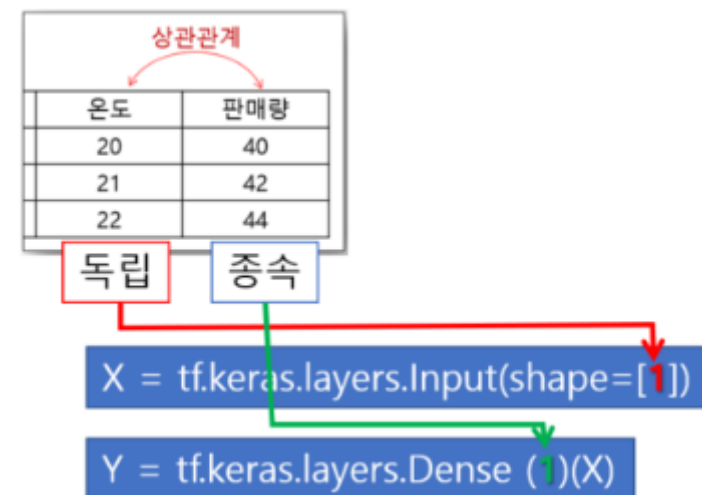 상관관계
온도 판매량
20 40
21 42
22 44
독립 종속
X = tf.keras.layers.Input(shape=[1])
Y = tf.keras.layers.Dense (1)(X)